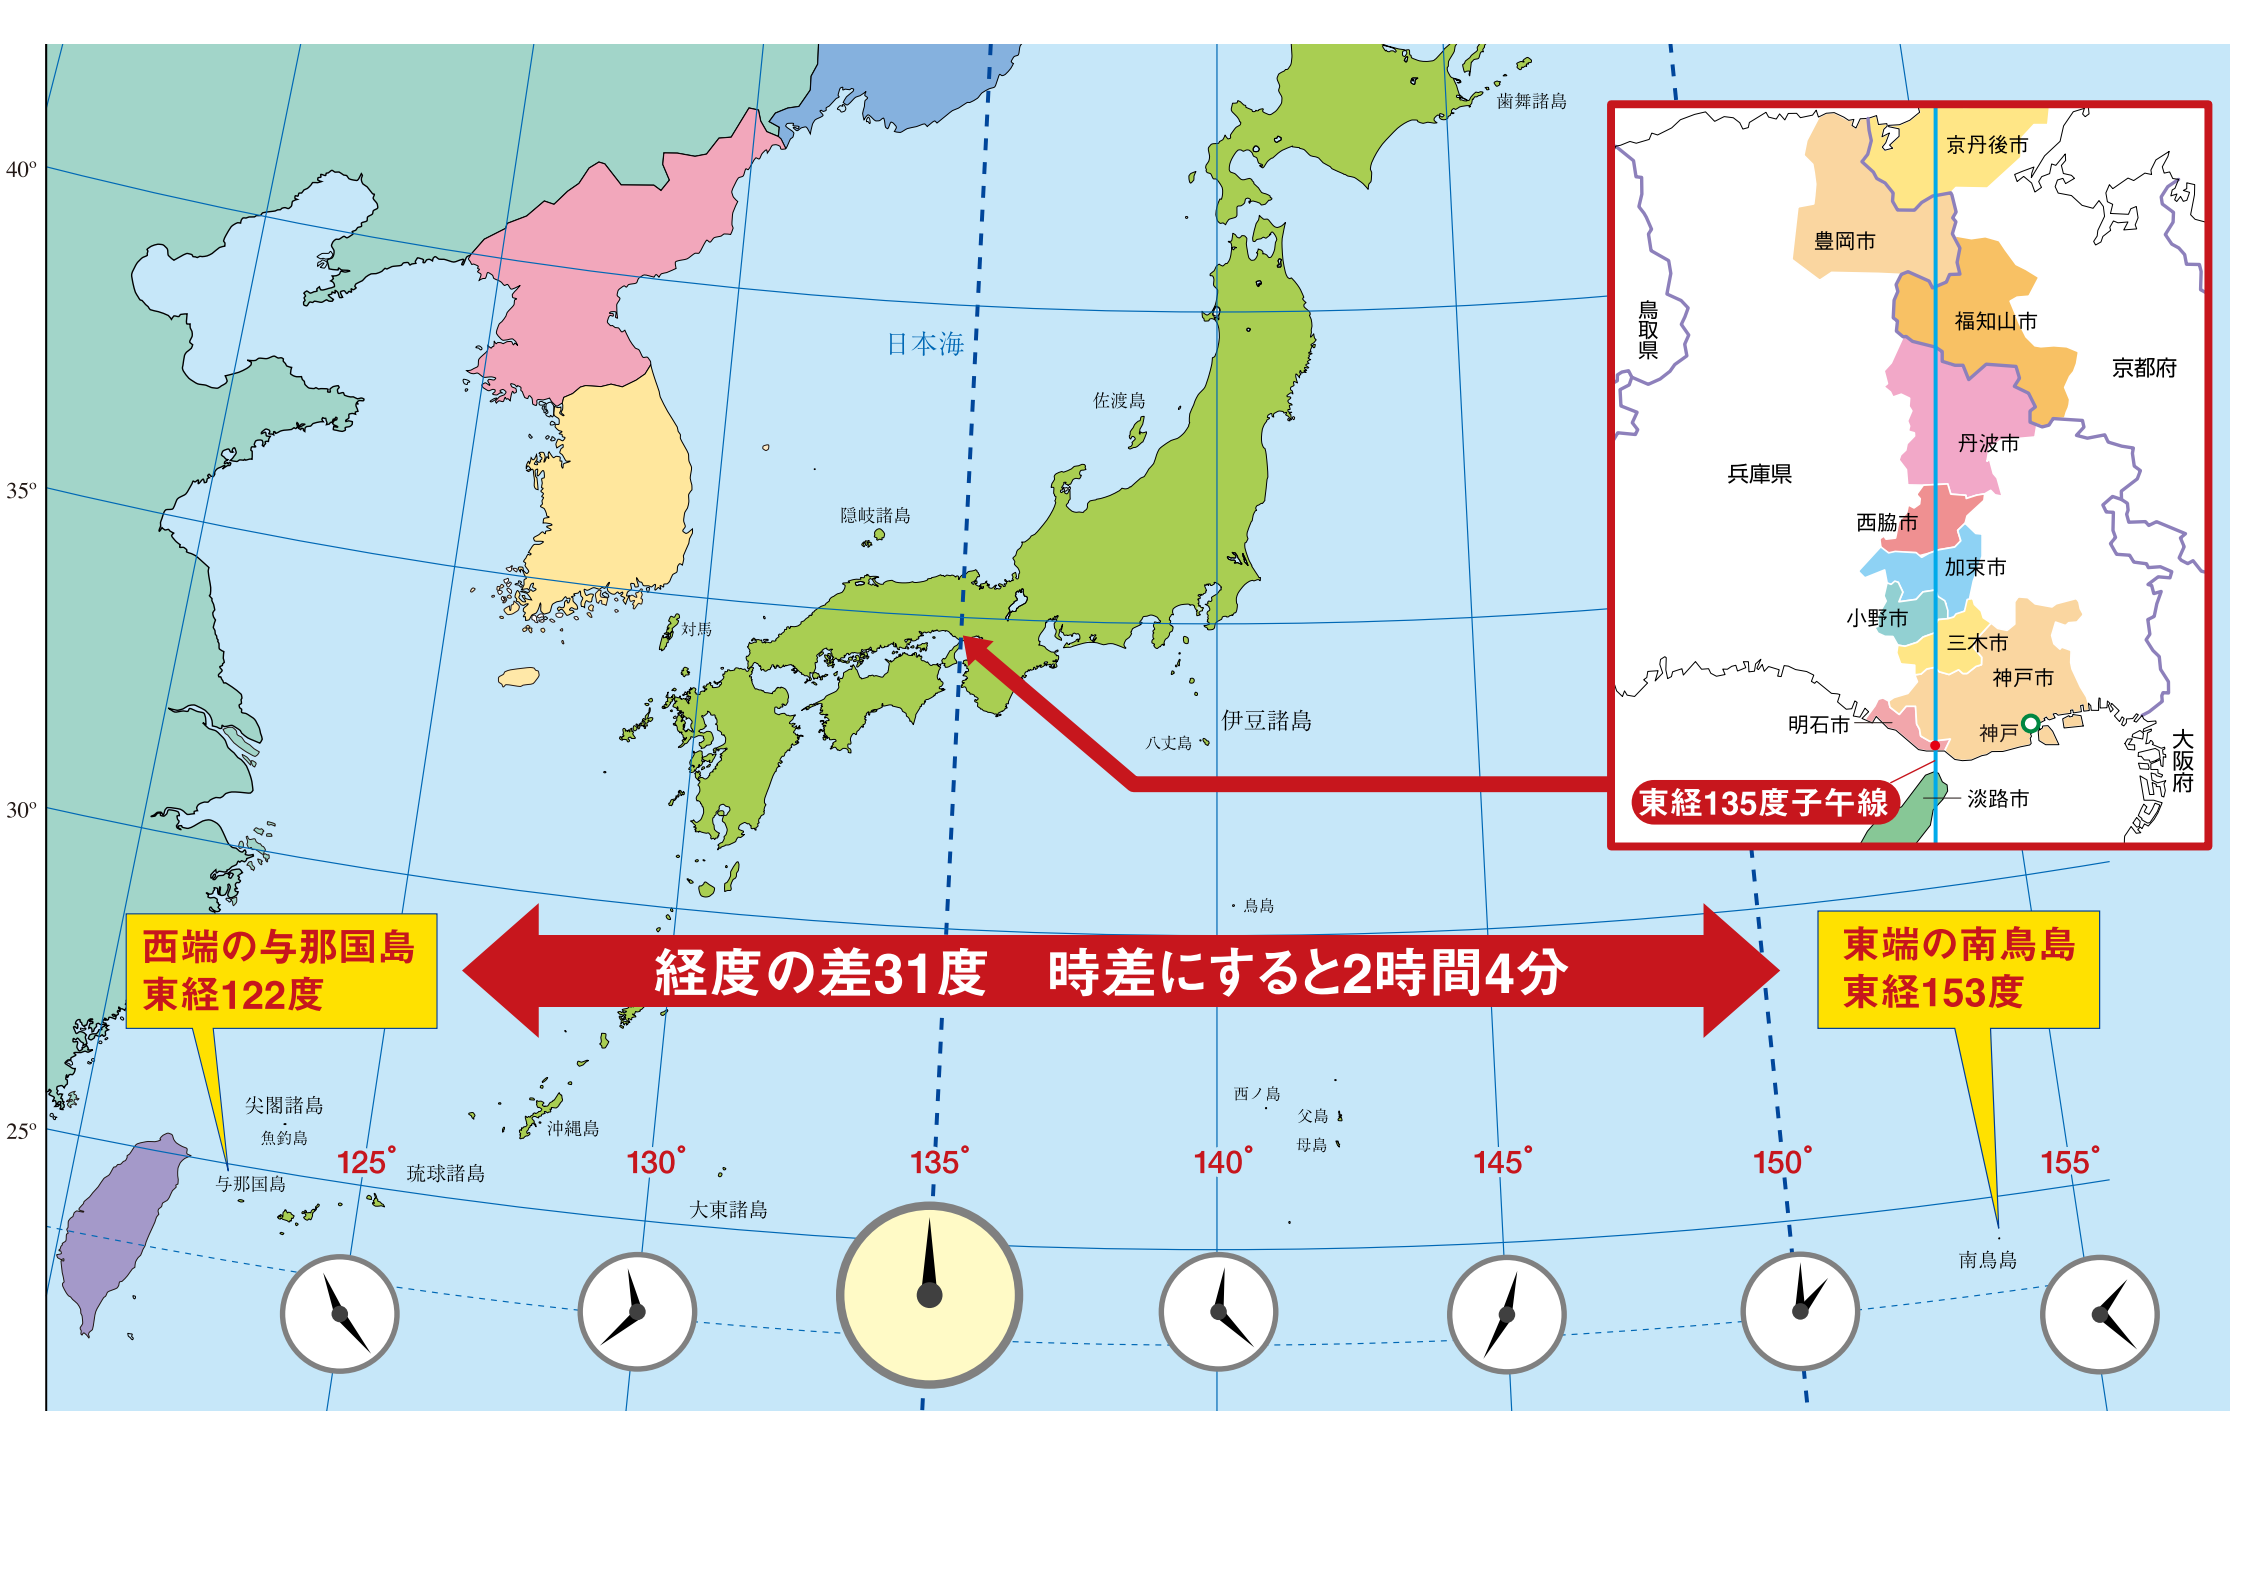 40°
35°
30°
25°
歯舞諸島
日本海
佐渡島
隠岐諸島
対馬
伊豆諸島
八丈島
鳥島
京丹後市
豊岡市
鳥取県
福知山市
京都府
丹波市
兵庫県
西脇市
加東市
小野市
三木市
神戸市
明石市
神戸
大阪府
東経135度子午線
淡路市
西端の与那国島
東経122度
経度の差31度 時差にすると2時間4分
東端の南鳥島
東経153度
尖閣諸島
魚釣島
与那国島
琉球諸島
沖縄島
大東諸島
西ノ島
父島
母島
南鳥島
125°
130°
135°
140°
145°
150°
155°